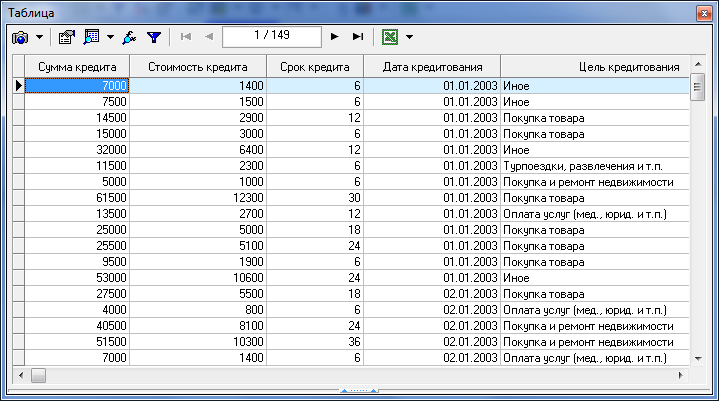 Таблица
1 / 149
Сумма кредита Стоимость кредита Срок кредита Дата кредитования Цель кредитования
7000 1400 6 01.01.2003 Иное
7500 1500 6 01.01.2003 Иное
14500 2900 12 01.01.2003 Покупка товара
15000 3000 6 01.01.2003 Покупка товара
32000 6400 12 01.01.2003 Иное
11500 2300 6 01.01.2003 Турпоездки, развлечения и т.п.
5000 1000 6 01.01.2003 Покупка и ремонт недвижимости
61500 12300 30 01.01.2003 Покупка товара
13500 2700 12 01.01.2003 Оплата услуг (мед., юрид. и т.п.)
25000 5000 18 01.01.2003 Покупка товара
25500 5100 24 01.01.2003 Покупка товара
9500 1900 6 01.01.2003 Покупка товара
53000 10600 24 01.01.2003 Иное
27500 5500 18 02.01.2003 Покупка товара
4000 800 6 02.01.2003 Оплата услуг (мед., юрид. и т.п.)
40500 8100 24 02.01.2003 Покупка и ремонт недвижимости
51500 10300 36 02.01.2003 Покупка и ремонт недвижимости
7000 1400 6 02.01.2003 Оплата услуг (мед., юрид. и т.п.)